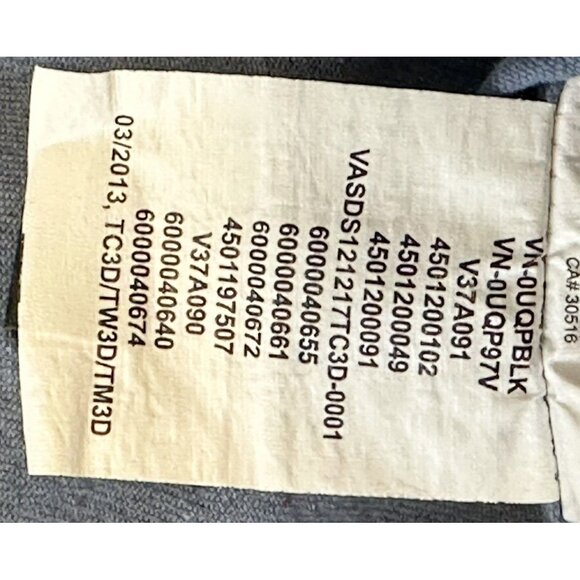 CA# 30516
VN-0UQPBLK
VN-0UQP97V
V37A091
4501200102
4501200049
4501200091
VASDS121217TC3D-0001
6000040655
6000040661
6000040672
4501197507
V37A090
6000040640
6000040674
03/2013, TC3D/TW3D/TM3D